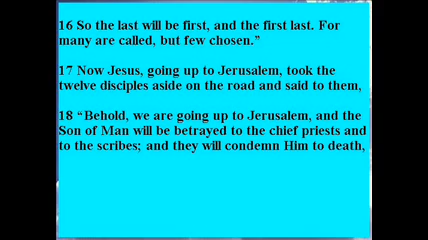 16 So the last will be first, and the first last. For
many are called, but few chosen.”
17 Now Jesus, going up to Jerusalem, took the
twelve disciples aside on the road and said to them,
18 “Behold, we are going up to Jerusalem, and the
Son of Man will be betrayed to the chief priests and
to the scribes; and they will condemn Him to death,